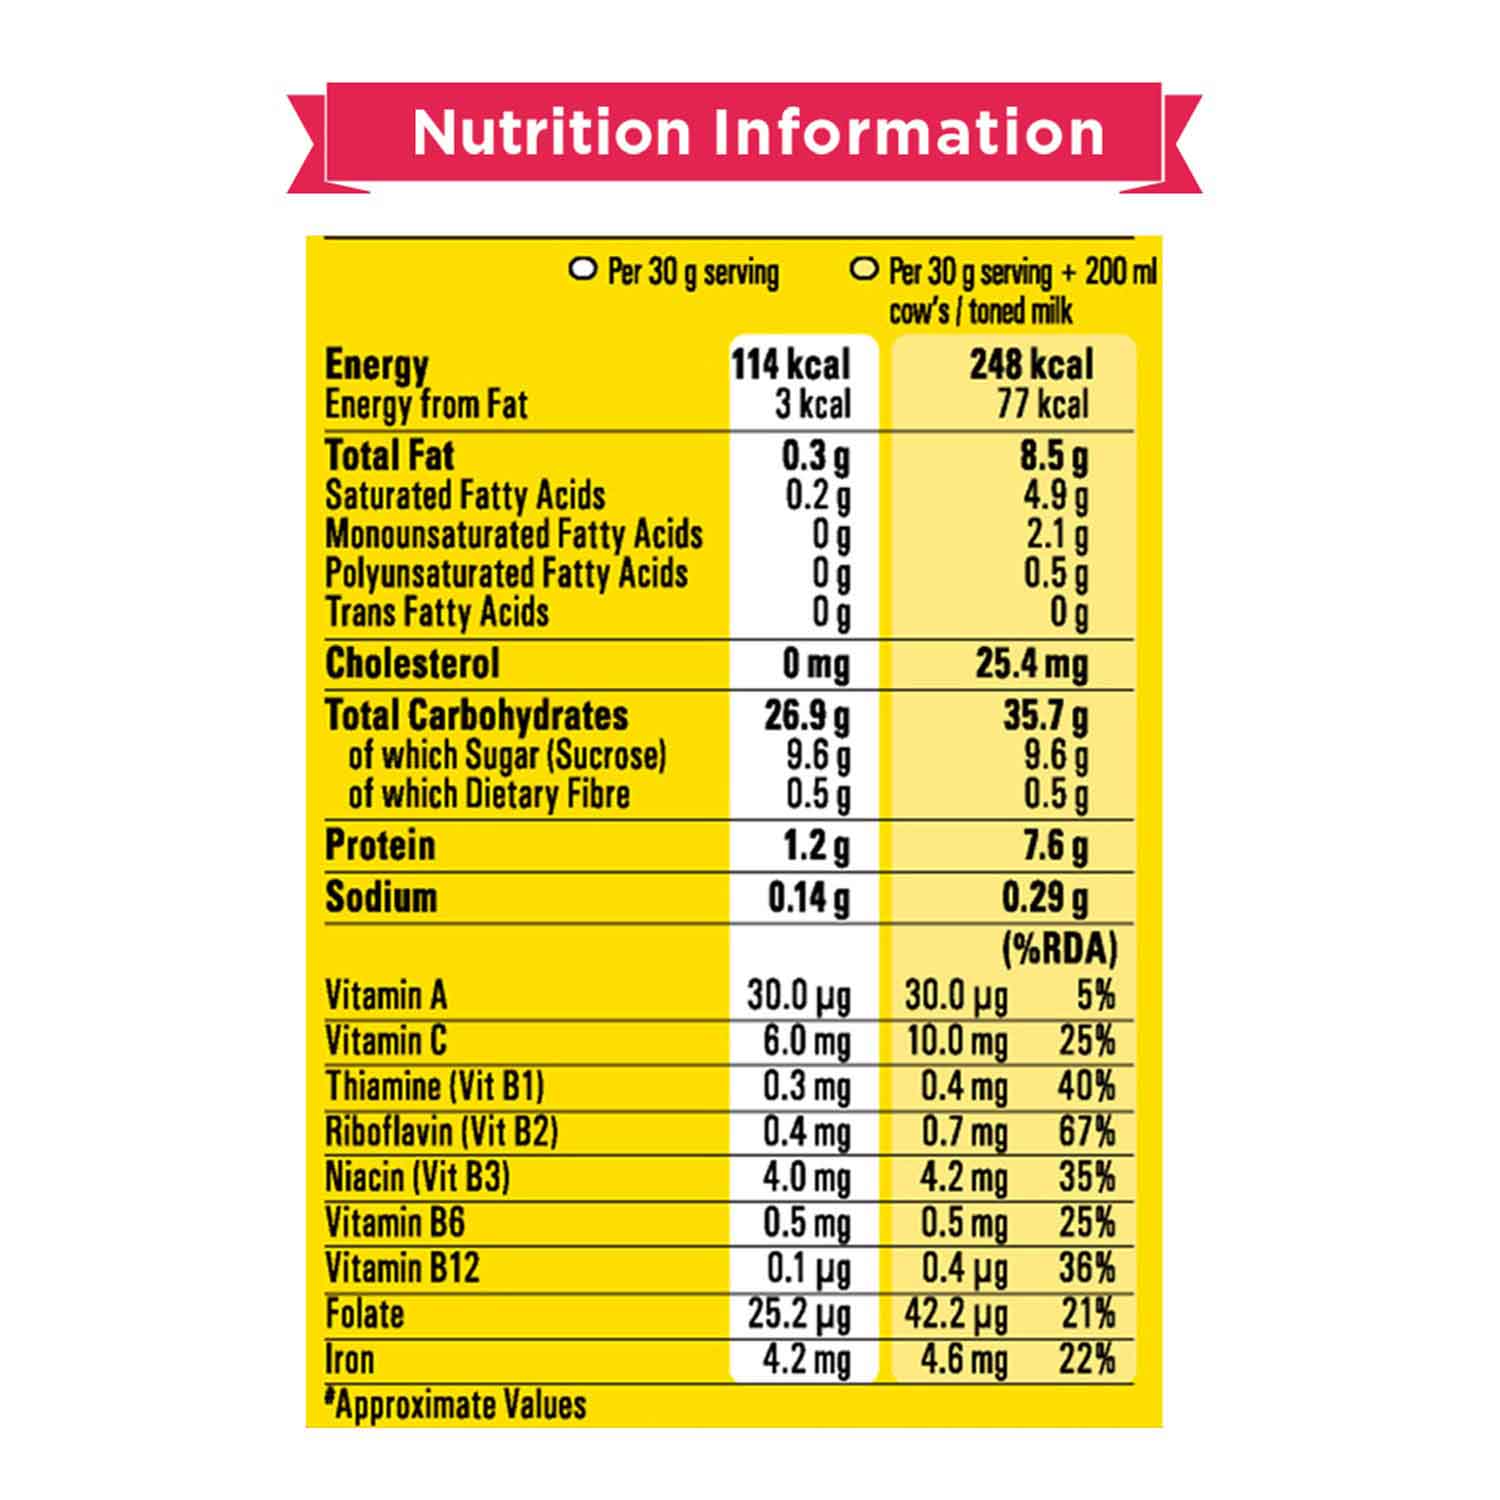 Nutrition Information
Per 30 g serving Per 30 g serving + 200 ml
cow's / toned milk
Energy 114 kcal 248 kcal
Energy from Fat 3 kcal 77 kcal
Total Fat 0.3 g 8.5 g
Saturated Fatty Acids 0.2 g 4.9 g
Monounsaturated Fatty Acids 0 g 2.1 g
Polyunsaturated Fatty Acids 0 g 0.5 g
Trans Fatty Acids 0 g 0 g
Cholesterol 0 mg 25.4 mg
Total Carbohydrates 26.9 g 35.7 g
of which Sugar (Sucrose) 9.6 g 9.6 g
of which Dietary Fibre 0.5 g 0.5 g
Protein 1.2 g 7.6 g
Sodium 0.14 g 0.29 g
(%RDA)
Vitamin A 30.0 µg 30.0 µg 5%
Vitamin C 6.0 mg 10.0 mg 25%
Thiamine (Vit B1) 0.3 mg 0.4 mg 40%
Riboflavin (Vit B2) 0.4 mg 0.7 mg 67%
Niacin (Vit B3) 4.0 mg 4.2 mg 35%
Vitamin B6 0.5 mg 0.5 mg 25%
Vitamin B12 0.1 µg 0.4 µg 36%
Folate 25.2 µg 42.2 µg 21%
Iron 4.2 mg 4.6 mg 22%
#Approximate Values